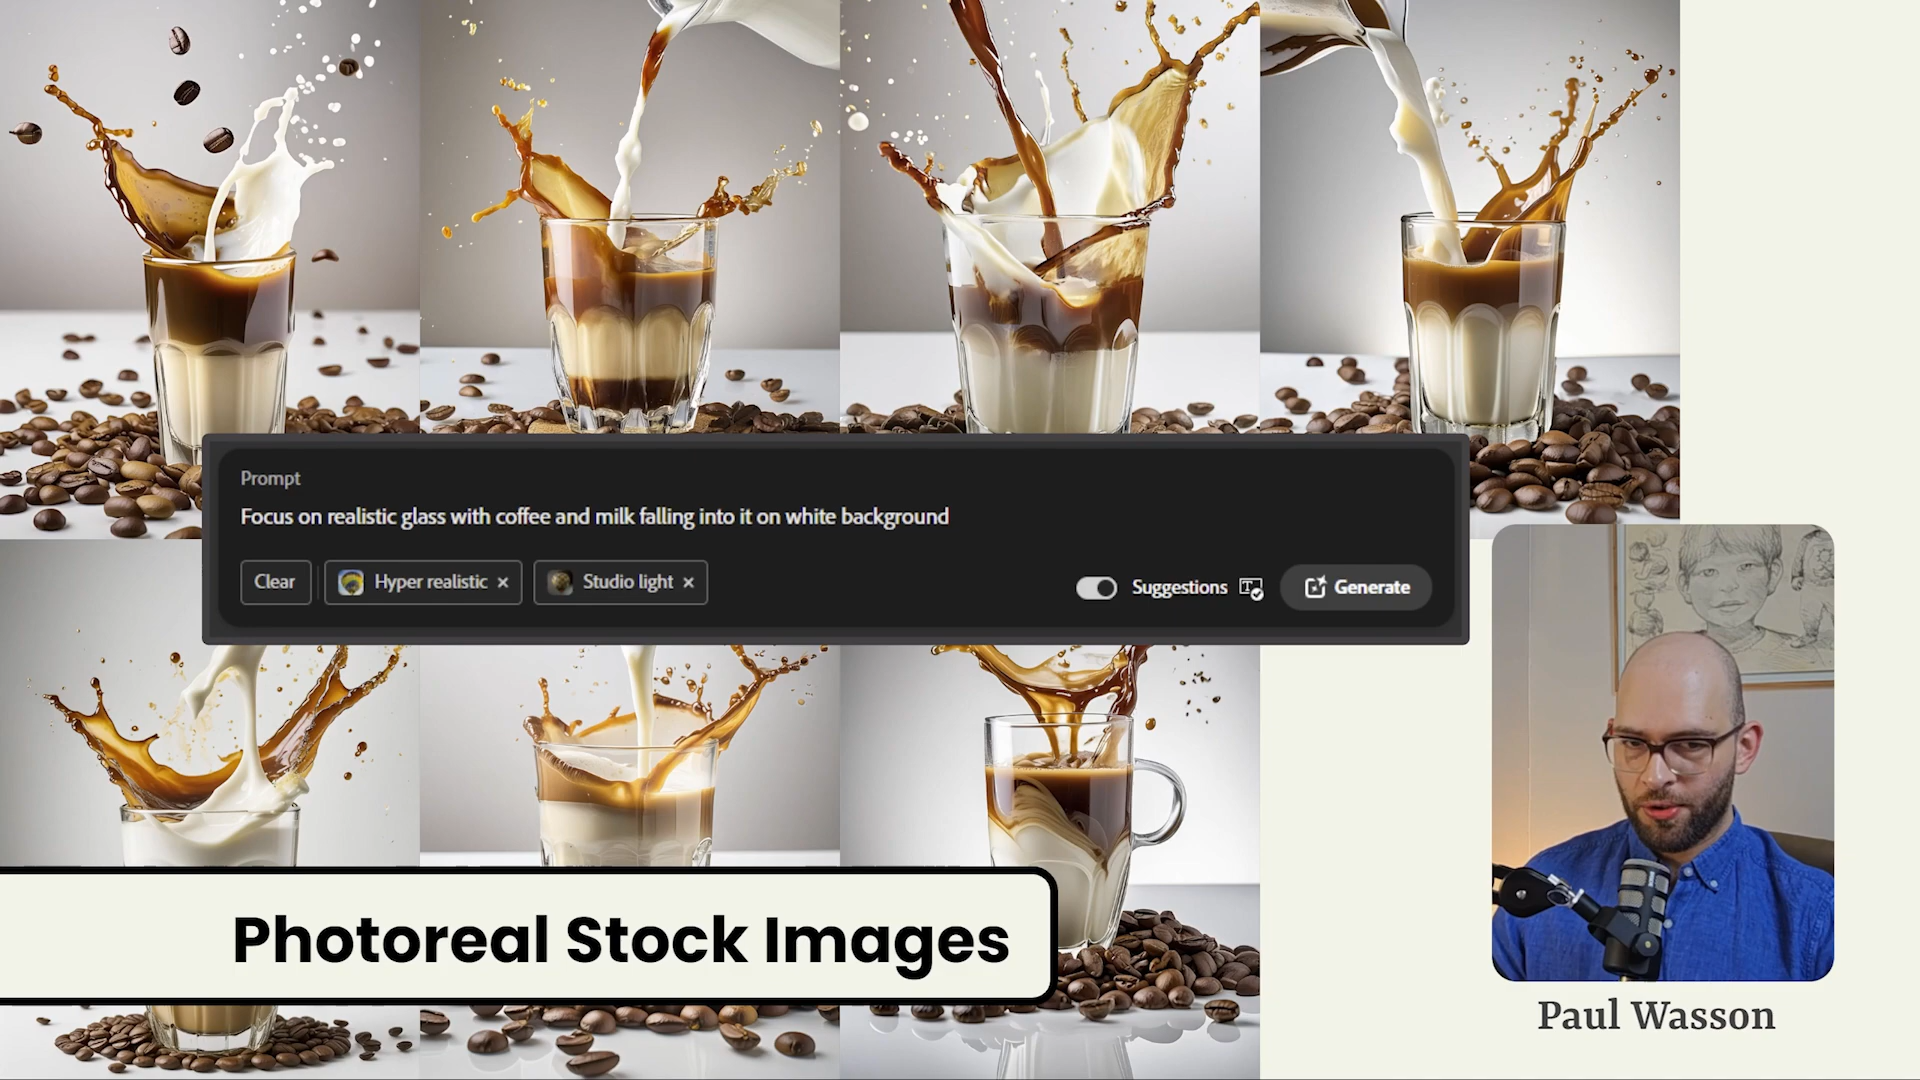 Prompt
Focus on realistic glass with coffee and milk falling into it on white background
Clear
Hyper realistic ×
Studio light ×
Suggestions
Generate
Photoreal Stock Images
Paul Wasson